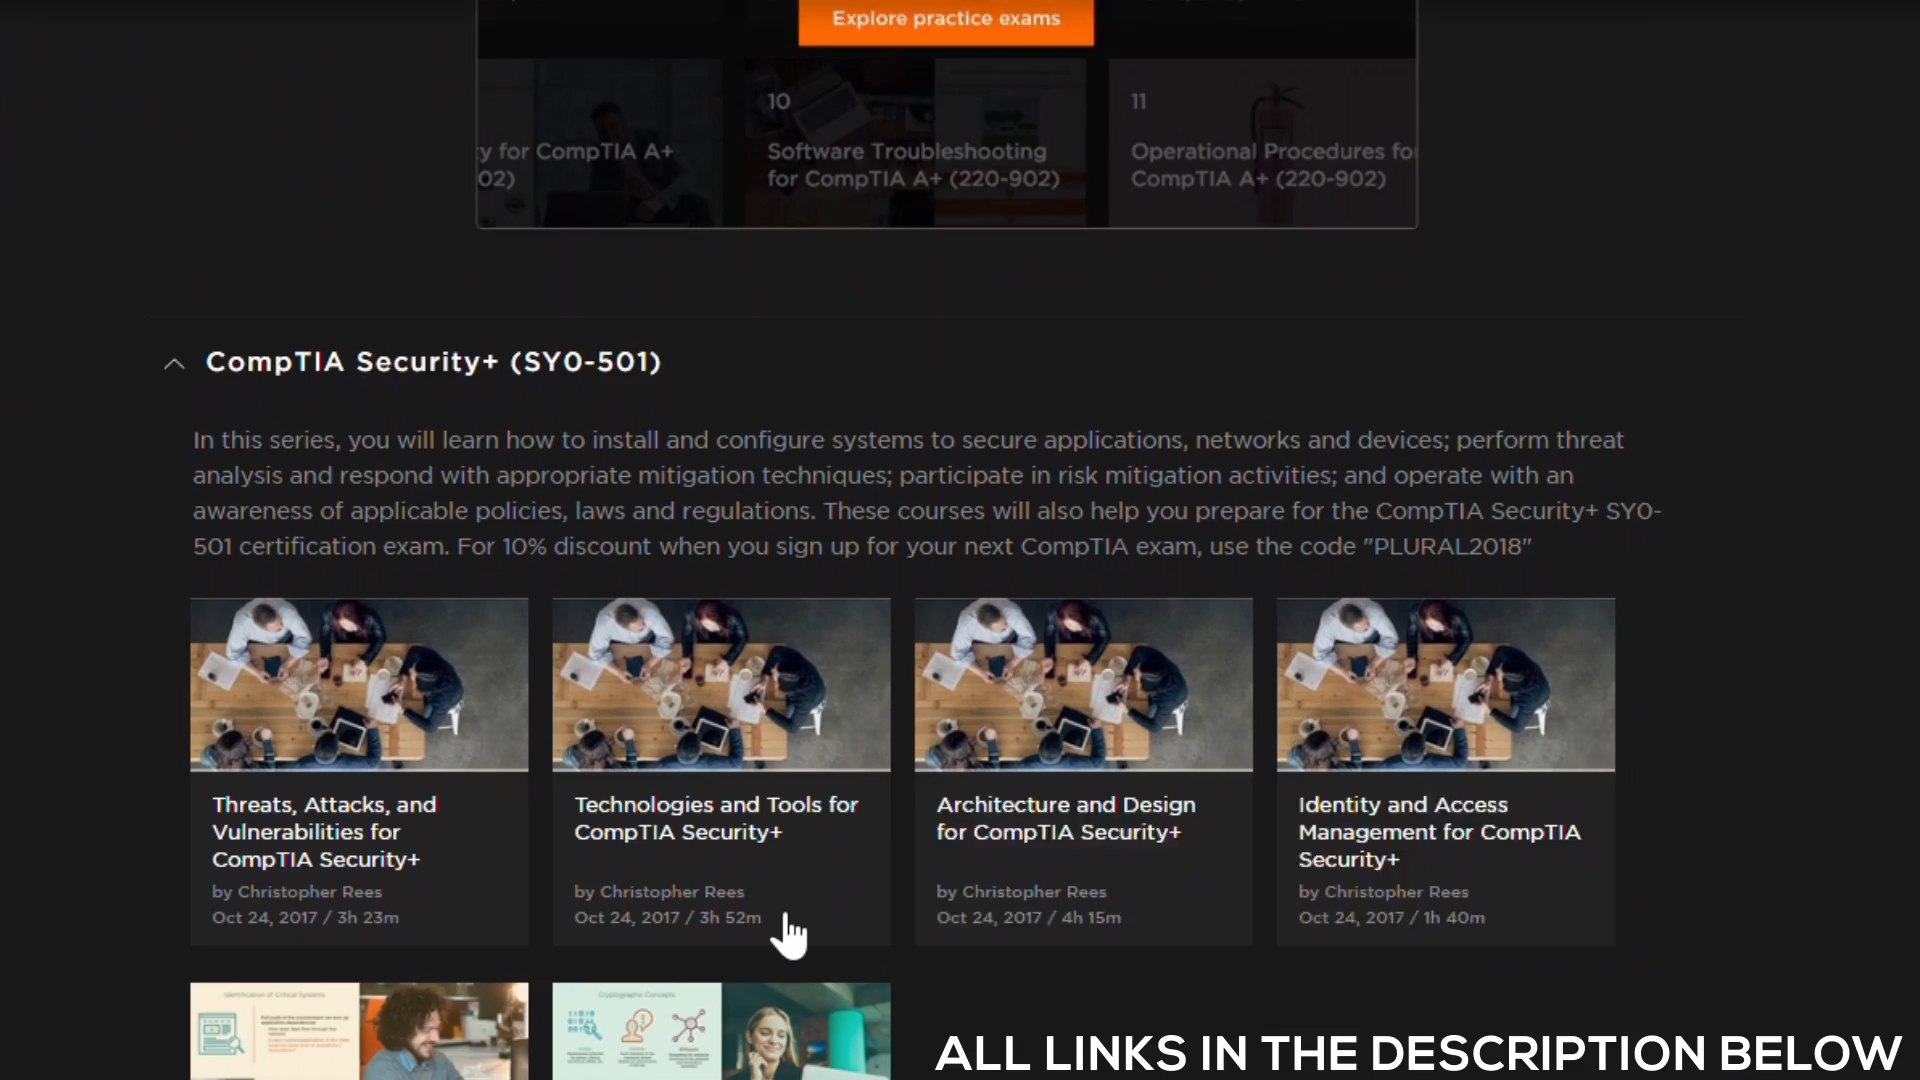 Explore practice exams
10
11
y for CompTIA A+
02)
Software Troubleshooting
for CompTIA A+ (220-902)
Operational Procedures for
CompTIA A+ (220-902)
CompTIA Security+ (SY0-501)
In this series, you will learn how to install and configure systems to secure applications, networks and devices; perform threat
analysis and respond with appropriate mitigation techniques; participate in risk mitigation activities; and operate with an
awareness of applicable policies, laws and regulations. These courses will also help you prepare for the CompTIA Security+ SY0-
501 certification exam. For 10% discount when you sign up for your next CompTIA exam, use the code "PLURAL2018"
Threats, Attacks, and
Vulnerabilities for
CompTIA Security+
by Christopher Rees
Oct 24, 2017 / 3h 23m
Technologies and Tools for
CompTIA Security+
by Christopher Rees
Oct 24, 2017 / 3h 52m
Architecture and Design
for CompTIA Security+
by Christopher Rees
Oct 24, 2017 / 4h 15m
Identity and Access
Management for CompTIA
Security+
by Christopher Rees
Oct 24, 2017 / 1h 40m
Identification of Critical Systems
Cryptographic Concepts
ALL LINKS IN THE DESCRIPTION BELOW